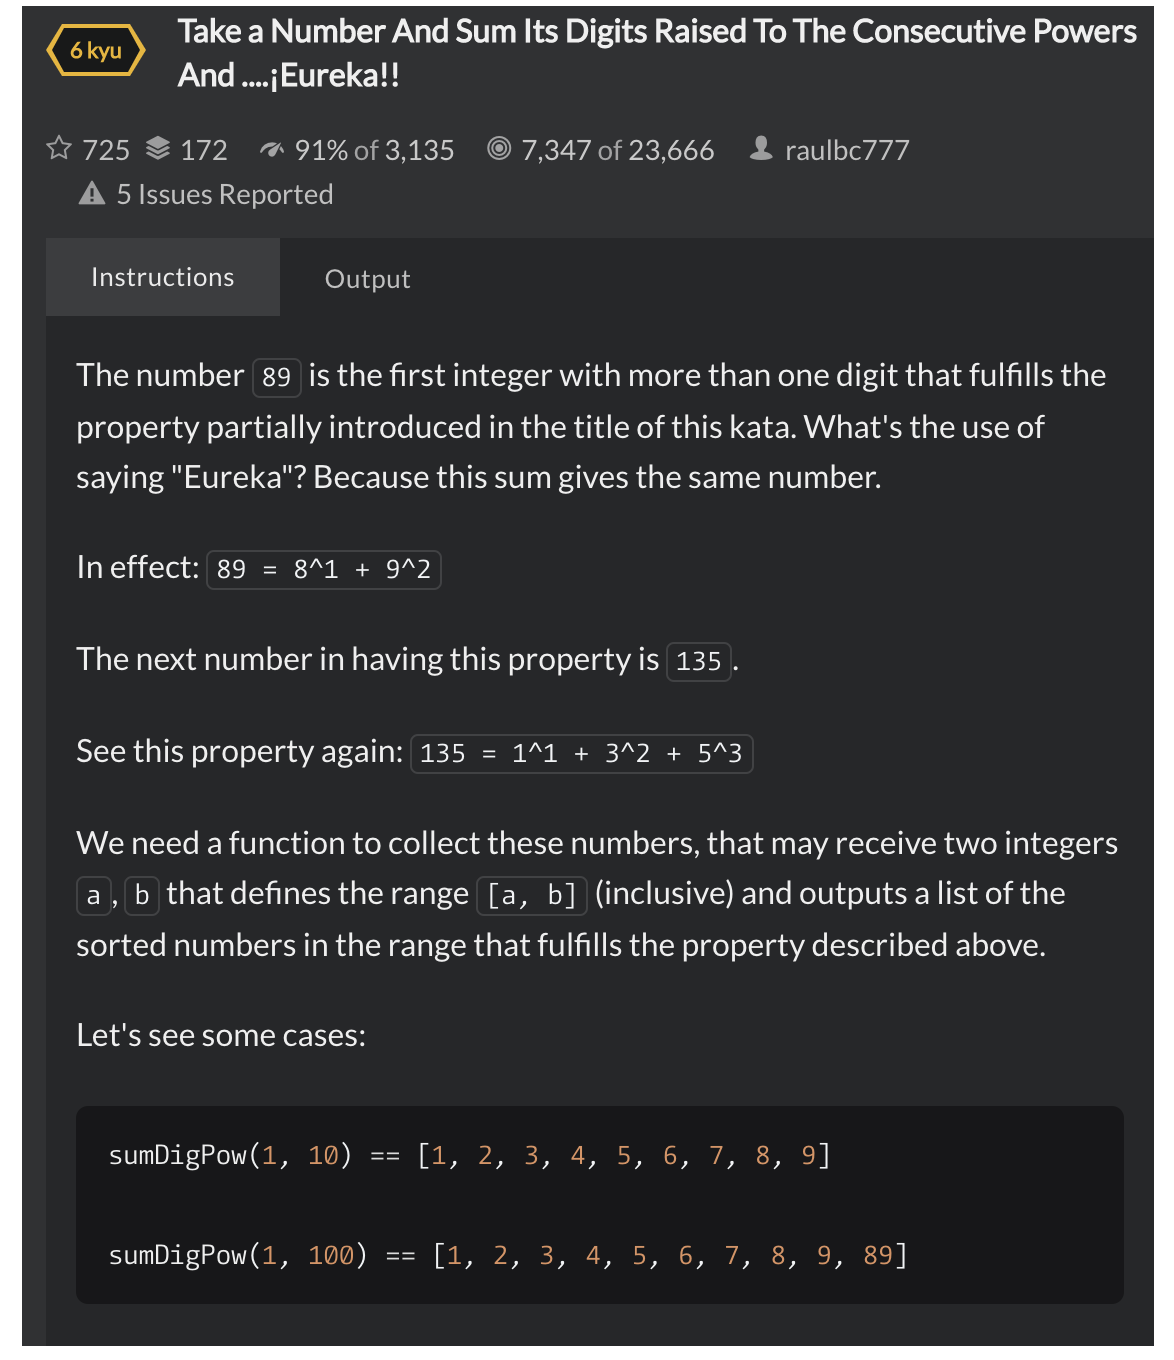 6 kyu
Take a Number And Sum Its Digits Raised To The Consecutive Powers
And ....¡Eureka!!
725 172 91% of 3,135 7,347 of 23,666 raulbc777
5 Issues Reported
Instructions Output
The number 89 is the first integer with more than one digit that fulfills the
property partially introduced in the title of this kata. What's the use of
saying "Eureka"? Because this sum gives the same number.
In effect: 89 = 8^1 + 9^2
The next number in having this property is 135.
See this property again: 135 = 1^1 + 3^2 + 5^3
We need a function to collect these numbers, that may receive two integers
a, b that defines the range [a, b] (inclusive) and outputs a list of the
sorted numbers in the range that fulfills the property described above.
Let's see some cases:
sumDigPow(1, 10) == [1, 2, 3, 4, 5, 6, 7, 8, 9]
sumDigPow(1, 100) == [1, 2, 3, 4, 5, 6, 7, 8, 9, 89]